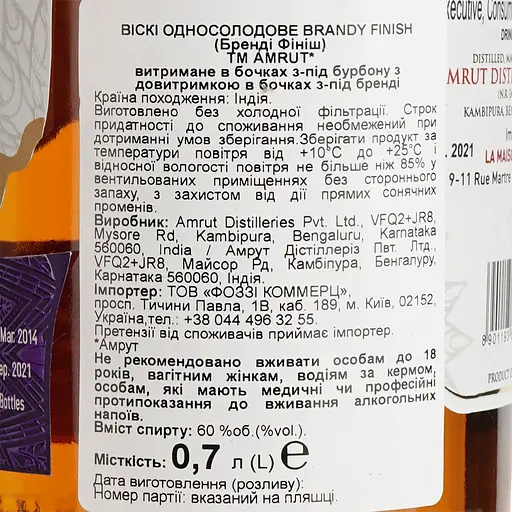 ВІСКІ ОДНОСОЛОДОВЕ BRANDY FINISH
(Бренді Фініш)
ТМ AMRUT*
витримане в бочках з-під бурбону з
довитримкою в бочках з-під бренді
Країна походження: Індія.
Виготовлено без холодної фільтрації. Строк
придатності до споживання необмежений при
дотриманні умов зберігання.Зберігати продукт за
температури повітря від +10°С до +25°С і
відносної вологості повітря не більше ніж 85% у
вентильованих приміщеннях без стороннього
запаху, з захистом від дії прямих сонячних
променів.
Виробник: Amrut Distilleries Pvt. Ltd., VFQ2+JR8,
Mysore Rd, Kambipura, Bengaluru, Karnataka
560060, India / Амрут Дістіллеріз Пвт. Лтд.,
VFQ2+JR8, Майсор Рд, Камбіпура, Бенгалуру,
Карнатака 560060, Індія.
Імпортер: ТОВ «ФОЗЗІ КОММЕРЦ»,
просп. Тичини Павла, 1В, каб. 189, м. Київ, 02152,
Україна,тел.: +38 044 496 32 55.
Претензії від споживачів приймає імпортер.
*Амрут
Не рекомендовано вживати особам до 18
років, вагітним жінкам, водіям за кермом,
особам, які мають медичні чи професійні
протипоказання до вживання алкогольних
напоїв.
Вміст спирту: 60 %об.(%vol.).
Місткість: 0,7 л (L) e
Дата виготовлення (розливу):
Номер партії: вказаний на пляшці.
Mar. 2014
2021
Bottles
Consum
DISTILLED,
DIST
KAMBIPURA,
2021
LA MAIS
9-11 Rue Martre
PRODUCT